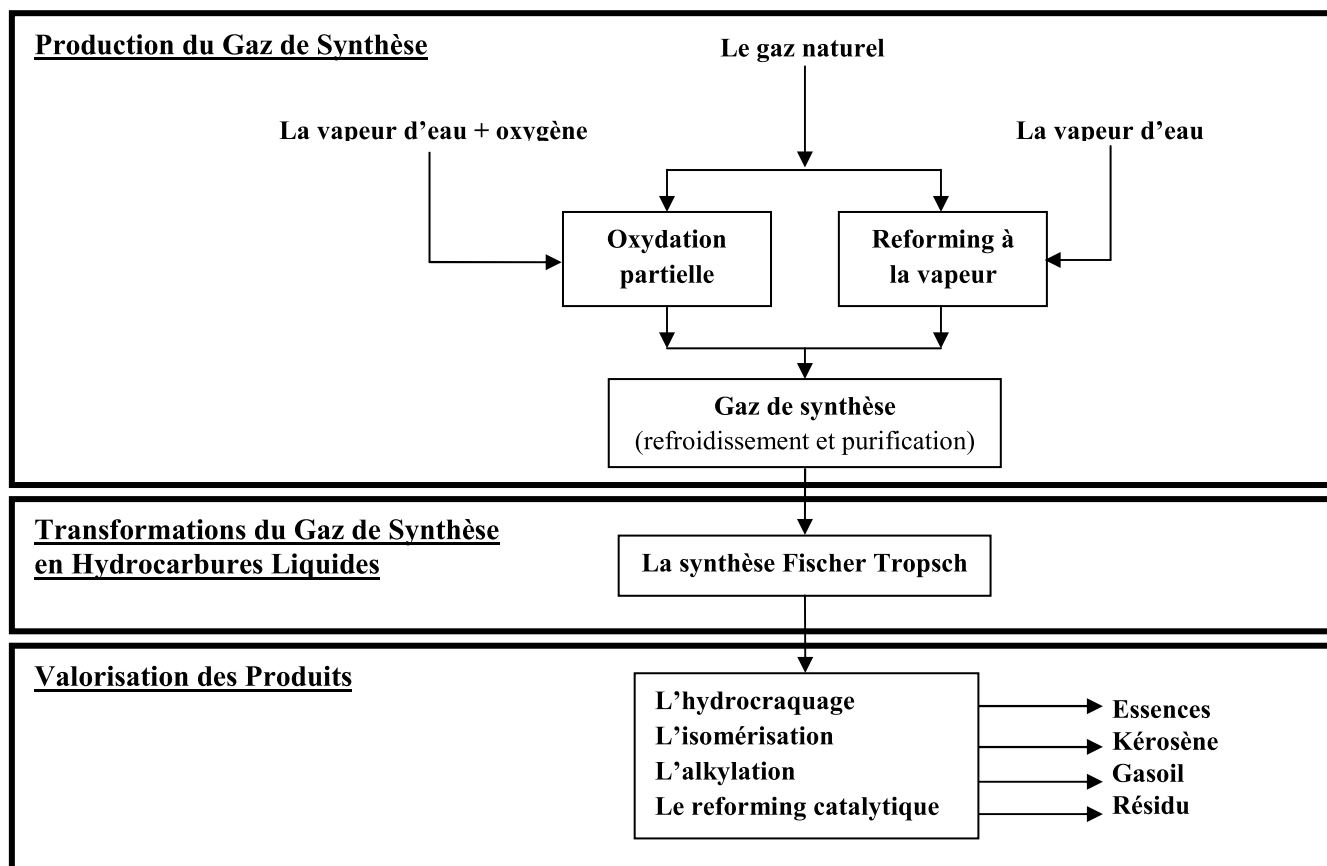 Production du Gaz de Synthèse
Le gaz naturel
La vapeur d’eau + oxygène
La vapeur d’eau
Oxydation
partielle
Reforming à
la vapeur
Gaz de synthèse
(refroidissement et purification)
Transformations du Gaz de Synthèse
en Hydrocarbures Liquides
La synthèse Fischer Tropsch
Valorisation des Produits
L’hydrocraquage
L’isomérisation
L’alkylation
Le reforming catalytique
Essences
Kérosène
Gasoil
Résidu